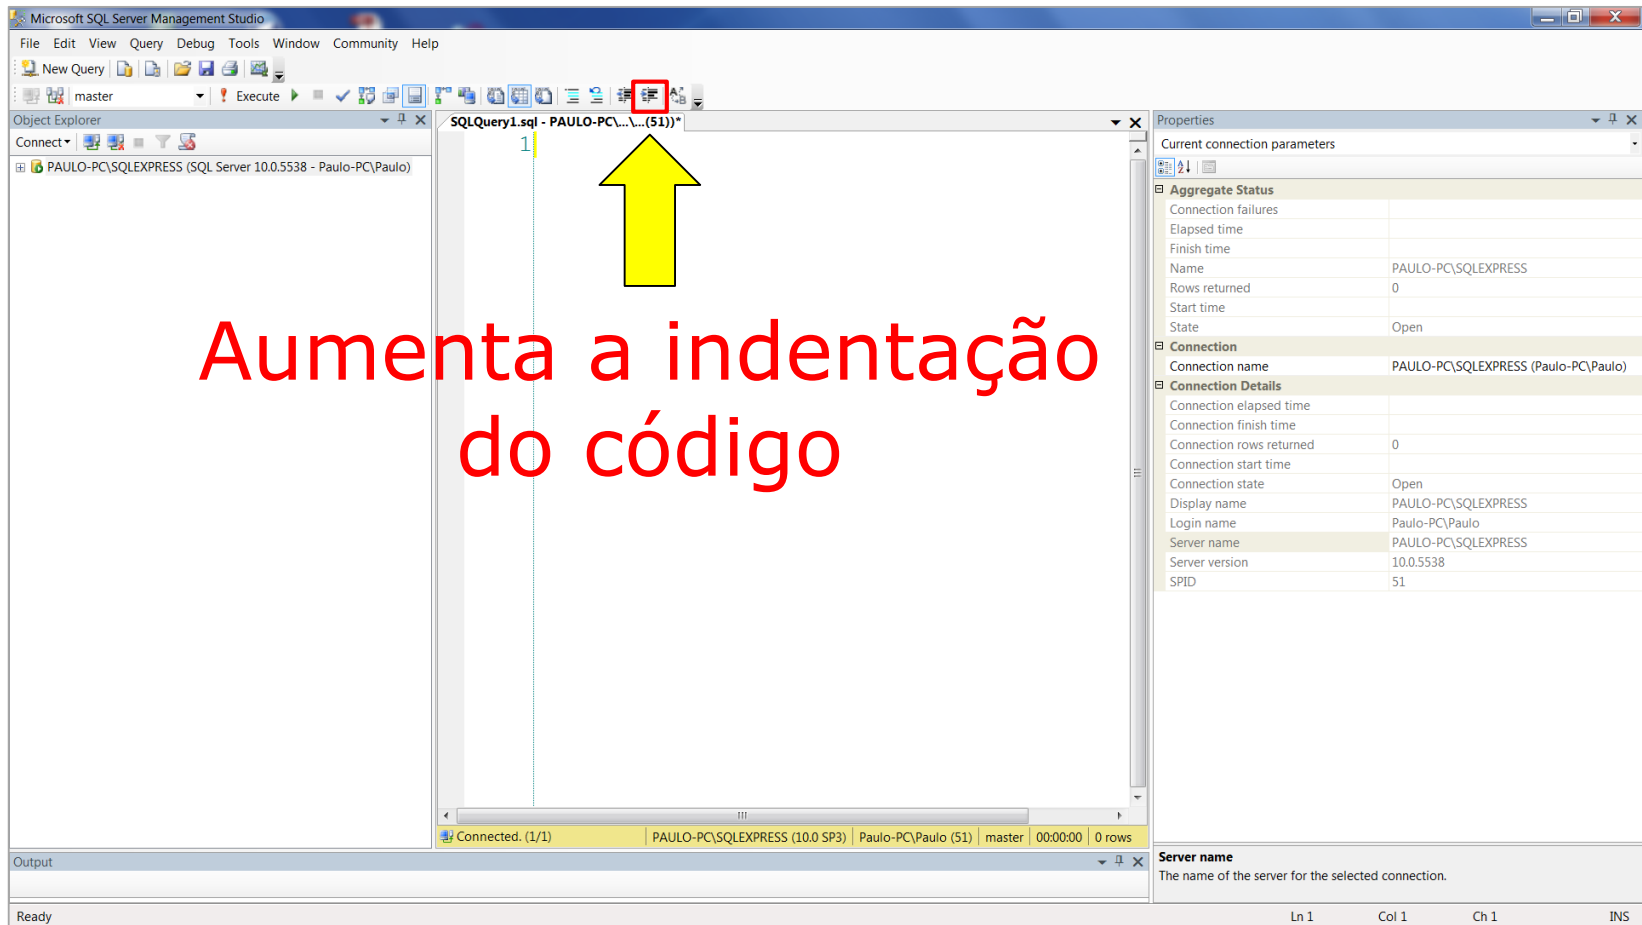 Microsoft SQL Server Management Studio
File Edit View Query Debug Tools Window Community Help
New Query
master Execute
Object Explorer
Connect
PAULO-PC\SQLEXPRESS (SQL Server 10.0.5538 - Paulo-PC\Paulo)
SQLQuery1.sql - PAULO-PC\...\...(51))*
1
Aumenta a indentação
do código
Connected. (1/1) PAULO-PC\SQLEXPRESS (10.0 SP3) Paulo-PC\Paulo (51) master 00:00:00 0 rows
Output
Properties
Current connection parameters
Aggregate Status
Connection failures
Elapsed time
Finish time
Name PAULO-PC\SQLEXPRESS
Rows returned 0
Start time
State Open
Connection
Connection name PAULO-PC\SQLEXPRESS (Paulo-PC\Paulo)
Connection Details
Connection elapsed time
Connection finish time
Connection rows returned 0
Connection start time
Connection state Open
Display name PAULO-PC\SQLEXPRESS
Login name Paulo-PC\Paulo
Server name PAULO-PC\SQLEXPRESS
Server version 10.0.5538
SPID 51
Server name
The name of the server for the selected connection.
Ready Ln 1 Col 1 Ch 1 INS